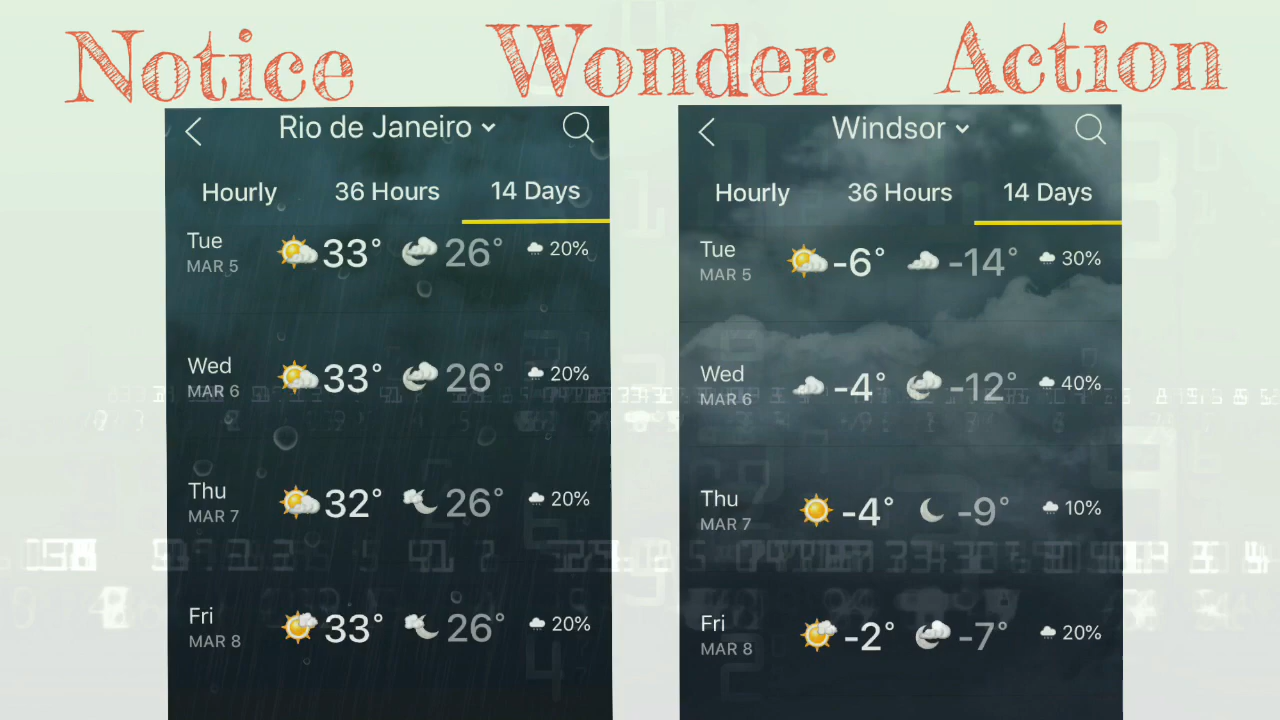 Notice Wonder Action
Rio de Janeiro
Hourly 36 Hours 14 Days
Tue
MAR 5
33° 26° 20%
Wed
MAR 6
33° 26° 20%
Thu
MAR 7
32° 26° 20%
Fri
MAR 8
33° 26° 20%
Windsor
Hourly 36 Hours 14 Days
Tue
MAR 5
-6° -14° 30%
Wed
MAR 6
-4° -12° 40%
Thu
MAR 7
-4° -9° 10%
Fri
MAR 8
-2° -7° 20%